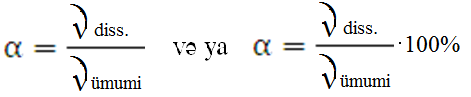 α = ν diss. / ν ümumi və ya α = ν diss. / ν ümumi ·100%